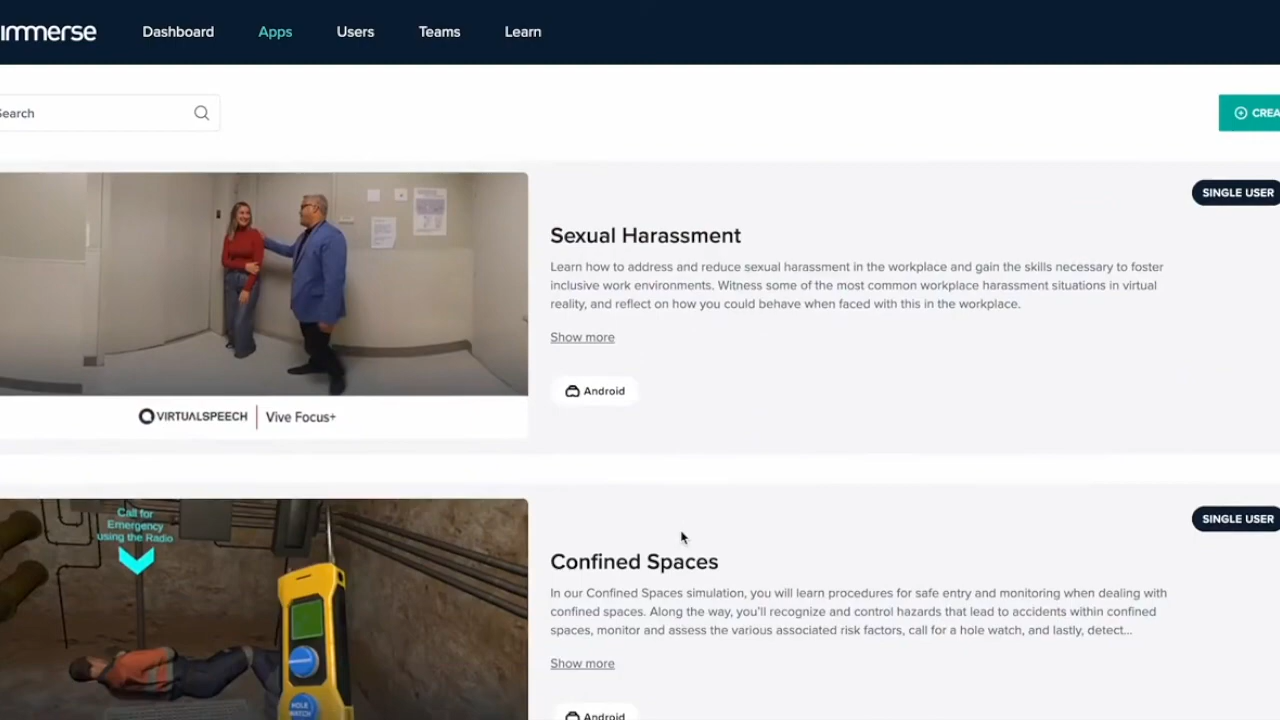 immerse
Dashboard
Apps
Users
Teams
Learn
Search
CREA
SINGLE USER
Sexual Harassment
Learn how to address and reduce sexual harassment in the workplace and gain the skills necessary to foster
inclusive work environments. Witness some of the most common workplace harassment situations in virtual
reality, and reflect on how you could behave when faced with this in the workplace.
Show more
Android
VIRTUALSPEECH | Vive Focus+
SINGLE USER
Call for
Emergency
using the Radio
Confined Spaces
In our Confined Spaces simulation, you will learn procedures for safe entry and monitoring when dealing with
confined spaces. Along the way, you'll recognize and control hazards that lead to accidents within confined
spaces, monitor and assess the various associated risk factors, call for a hole watch, and lastly, detect...
Show more
HOLE
WATCH
Android